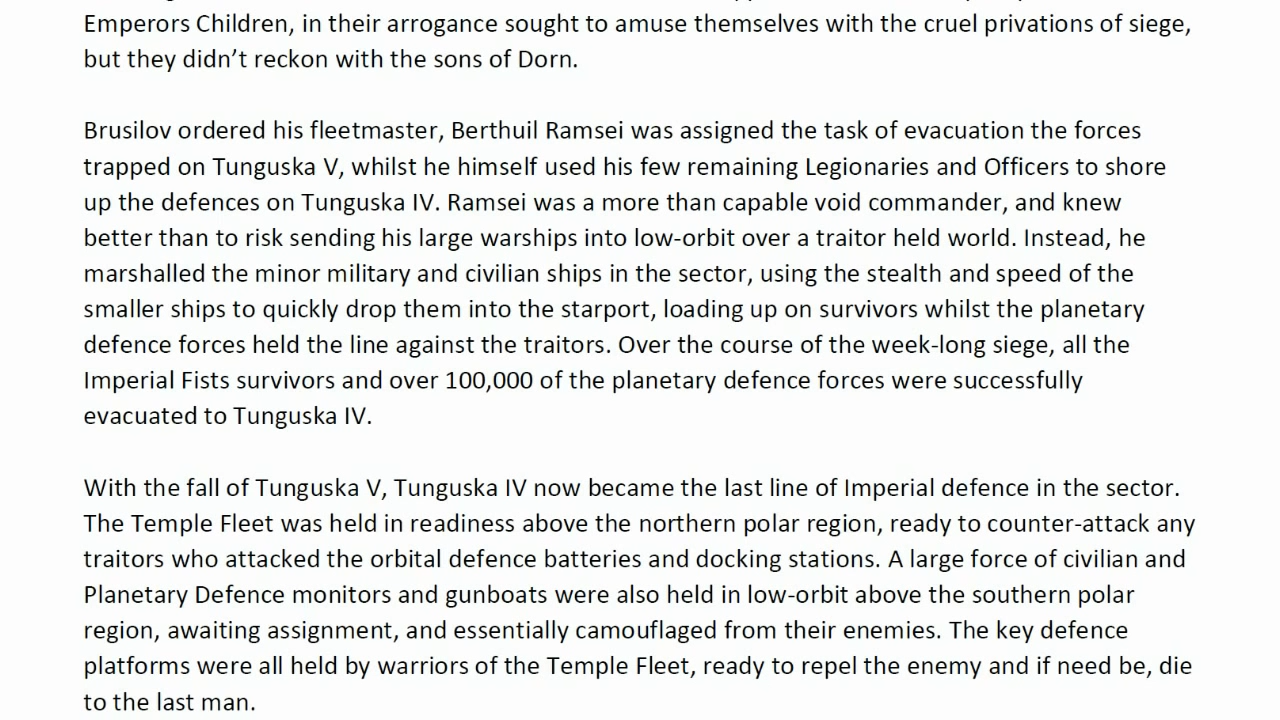 Emperors Children, in their arrogance sought to amuse themselves with the cruel privations of siege,
but they didn’t reckon with the sons of Dorn.
Brusilov ordered his fleetmaster, Berthuil Ramsei was assigned the task of evacuation the forces
trapped on Tunguska V, whilst he himself used his few remaining Legionaries and Officers to shore
up the defences on Tunguska IV. Ramsei was a more than capable void commander, and knew
better than to risk sending his large warships into low-orbit over a traitor held world. Instead, he
marshalled the minor military and civilian ships in the sector, using the stealth and speed of the
smaller ships to quickly drop them into the starport, loading up on survivors whilst the planetary
defence forces held the line against the traitors. Over the course of the week-long siege, all the
Imperial Fists survivors and over 100,000 of the planetary defence forces were successfully
evacuated to Tunguska IV.
With the fall of Tunguska V, Tunguska IV now became the last line of Imperial defence in the sector.
The Temple Fleet was held in readiness above the northern polar region, ready to counter-attack any
traitors who attacked the orbital defence batteries and docking stations. A large force of civilian and
Planetary Defence monitors and gunboats were also held in low-orbit above the southern polar
region, awaiting assignment, and essentially camouflaged from their enemies. The key defence
platforms were all held by warriors of the Temple Fleet, ready to repel the enemy and if need be, die
to the last man.